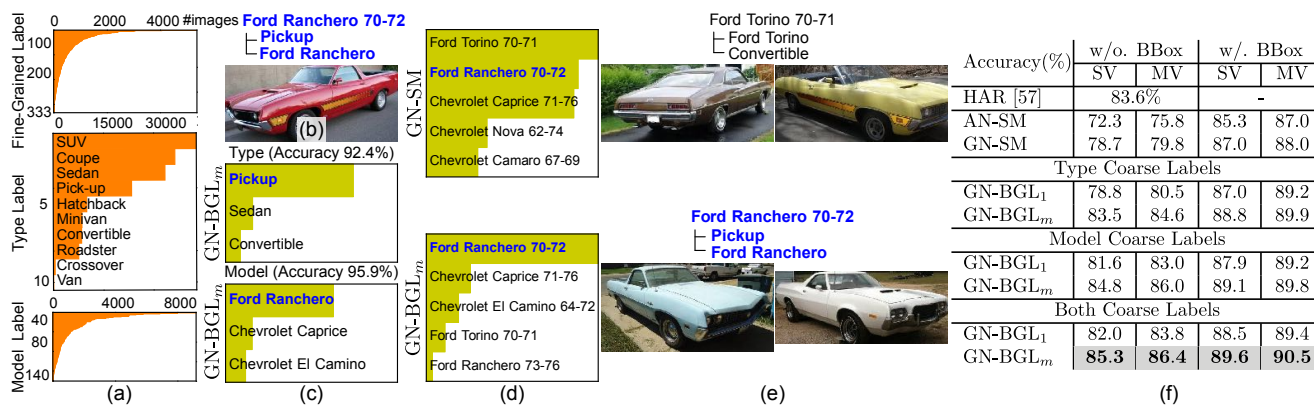 0 2000 4000 #images
Fine-Grained Label
100
200
333
0 15000 35000
Type Label
SUV
Coupe
Sedan
Pick-up
5
Hatchback
Minivan
Convertible
Roadster
Crossover
10
Van
0 4000 8000
Model Label
40
80
140
(a)
Ford Ranchero 70-72
Pickup
Ford Ranchero
(b)
Type (Accuracy 92.4%)
GN-BGLm
Pickup
Sedan
Convertible
Model (Accuracy 95.9%)
GN-BGLm
Ford Ranchero
Chevrolet Caprice
Chevrolet El Camino
(c)
GN-SM
Ford Torino 70-71
Ford Ranchero 70-72
Chevrolet Caprice 71-76
Chevrolet Nova 62-74
Chevrolet Camaro 67-69
GN-BGLm
Ford Ranchero 70-72
Chevrolet Caprice 71-76
Chevrolet El Camino 64-72
Ford Torino 70-71
Ford Ranchero 73-76
(d)
Ford Torino 70-71
Ford Torino
Convertible
Ford Ranchero 70-72
Pickup
Ford Ranchero
(e)
Accuracy(%) w/o. BBox w/. BBox
SV MV SV MV
HAR [57] 83.6% -
AN-SM 72.3 75.8 85.3 87.0
GN-SM 78.7 79.8 87.0 88.0
Type Coarse Labels
GN-BGL1 78.8 80.5 87.0 89.2
GN-BGLm 83.5 84.6 88.8 89.9
Model Coarse Labels
GN-BGL1 81.6 83.0 87.9 89.2
GN-BGLm 84.8 86.0 89.1 89.8
Both Coarse Labels
GN-BGL1 82.0 83.8 88.5 89.4
GN-BGLm 85.3 86.4 89.6 90.5
(f)